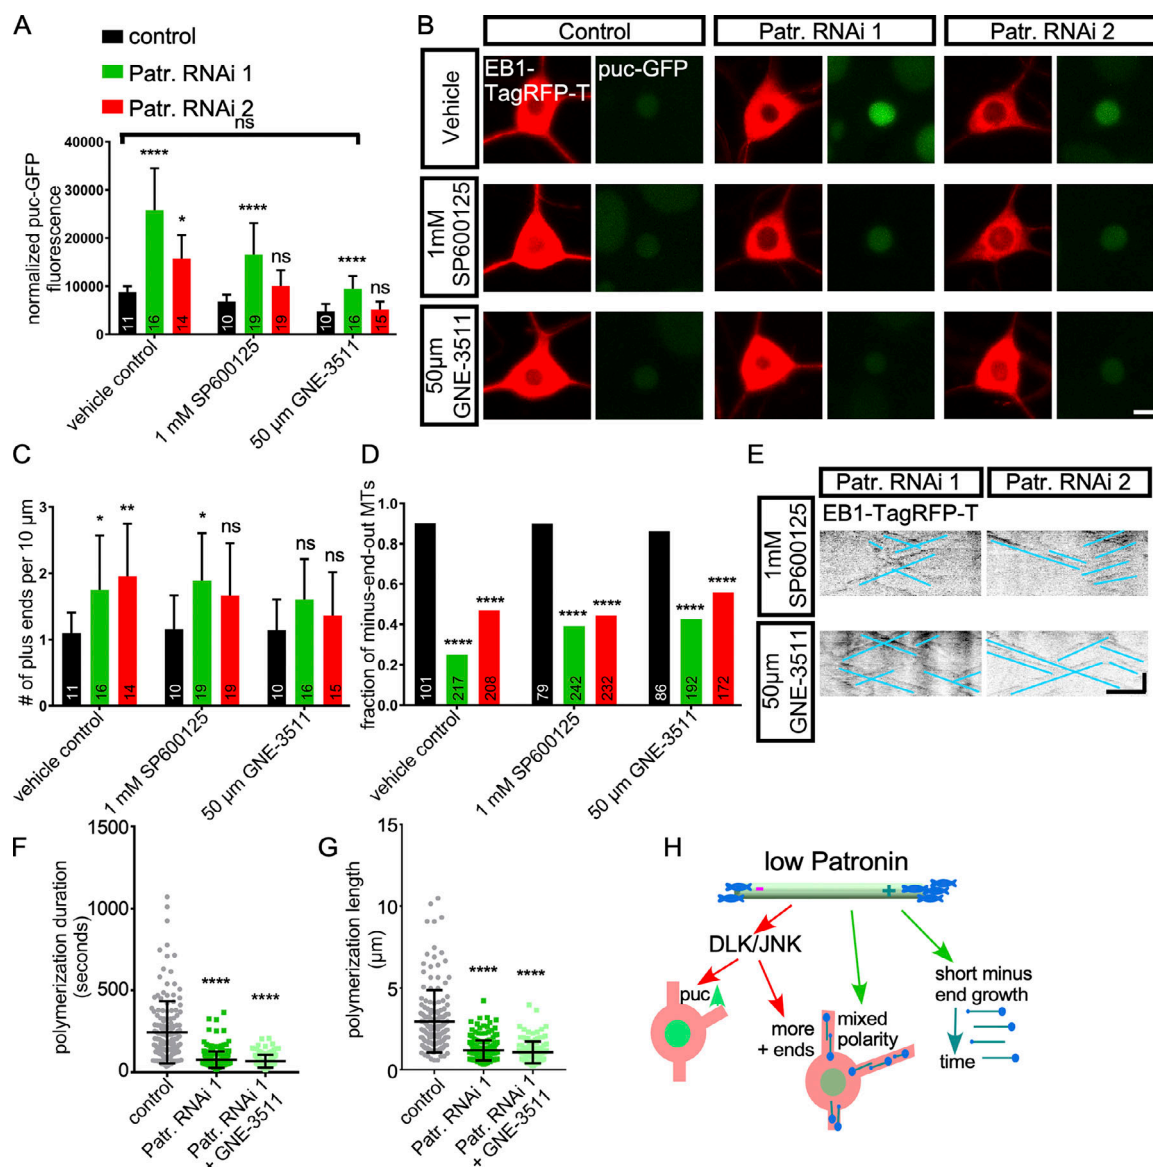 A
control
Patr. RNAi 1
Patr. RNAi 2
ns
normalized puc-GFP
fluorescence
40000
30000
20000
10000
0
****
*
****
ns
****
ns
11
16
14
10
19
19
10
16
15
vehicle control
1 mM SP600125
50 µm GNE-3511
B
Control
Patr. RNAi 1
Patr. RNAi 2
Vehicle
1mM
SP600125
50µm
GNE-3511
EB1-
TagRFP-T
puc-GFP
C
# of plus ends per 10 µm
3
2
1
0
*
**
*
ns
ns
ns
11
16
14
10
19
19
10
16
15
vehicle control
1 mM SP600125
50 µm GNE-3511
D
fraction of minus-end-out MTs
1.0
0.8
0.6
0.4
0.2
0.0
****
****
****
****
****
****
101
217
208
79
242
232
86
192
172
vehicle control
1 mM SP600125
50 µm GNE-3511
E
Patr. RNAi 1
Patr. RNAi 2
EB1-TagRFP-T
1mM
SP600125
50µm
GNE-3511
F
polymerization duration
(seconds)
1500
1000
500
0
****
****
control
Patr. RNAi 1
Patr. RNAi 1
+ GNE-3511
G
polymerization length
(µm)
15
10
5
0
****
****
control
Patr. RNAi 1
Patr. RNAi 1
+ GNE-3511
H
low Patronin
-
+
DLK/JNK
puc
more
+ ends
mixed
polarity
short minus
end growth
time